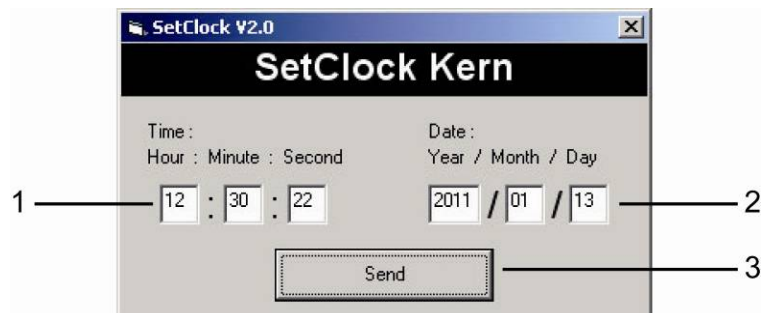 SetClock V2.0
SetClock Kern
Time : Date :
Hour : Minute : Second Year / Month / Day
1 12 : 30 : 22 2011 / 01 / 13 2
Send 3